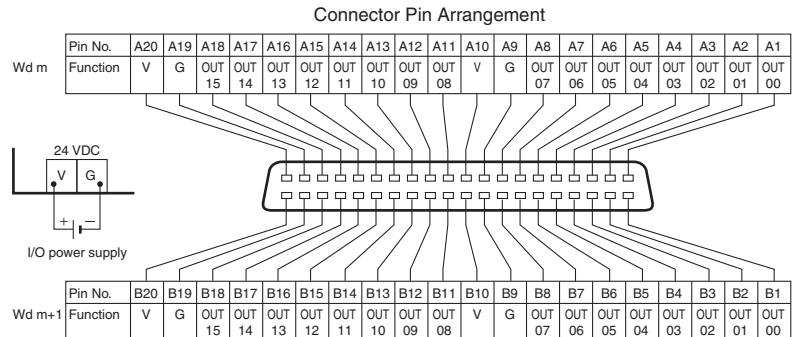 Connector Pin Arrangement
Pin No. A20 A19 A18 A17 A16 A15 A14 A13 A12 A11 A10 A9 A8 A7 A6 A5 A4 A3 A2 A1
Wd m Function V G OUT 15 OUT 14 OUT 13 OUT 12 OUT 11 OUT 10 OUT 09 OUT 08 V G OUT 07 OUT 06 OUT 05 OUT 04 OUT 03 OUT 02 OUT 01 OUT 00
24 VDC
V G
+ −
I/O power supply
Pin No. B20 B19 B18 B17 B16 B15 B14 B13 B12 B11 B10 B9 B8 B7 B6 B5 B4 B3 B2 B1
Wd m+1 Function V G OUT 15 OUT 14 OUT 13 OUT 12 OUT 11 OUT 10 OUT 09 OUT 08 V G OUT 07 OUT 06 OUT 05 OUT 04 OUT 03 OUT 02 OUT 01 OUT 00